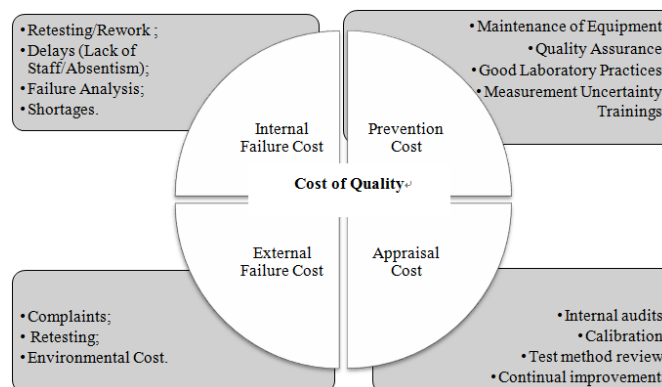 •Retesting/Rework ;
•Delays (Lack of
Staff/Absentism);
•Failure Analysis;
•Shortages.
•Maintenance of Equipment
•Quality Assurance
•Good Laboratory Practices
•Measurement Uncertainty
Trainings
Internal
Failure Cost
Prevention
Cost
Cost of Quality↵
External
Failure Cost
Appraisal
Cost
•Complaints;
• Retesting;
•Environmental Cost.
•Internal audits
•Calibration
•Test method review
•Continual improvement